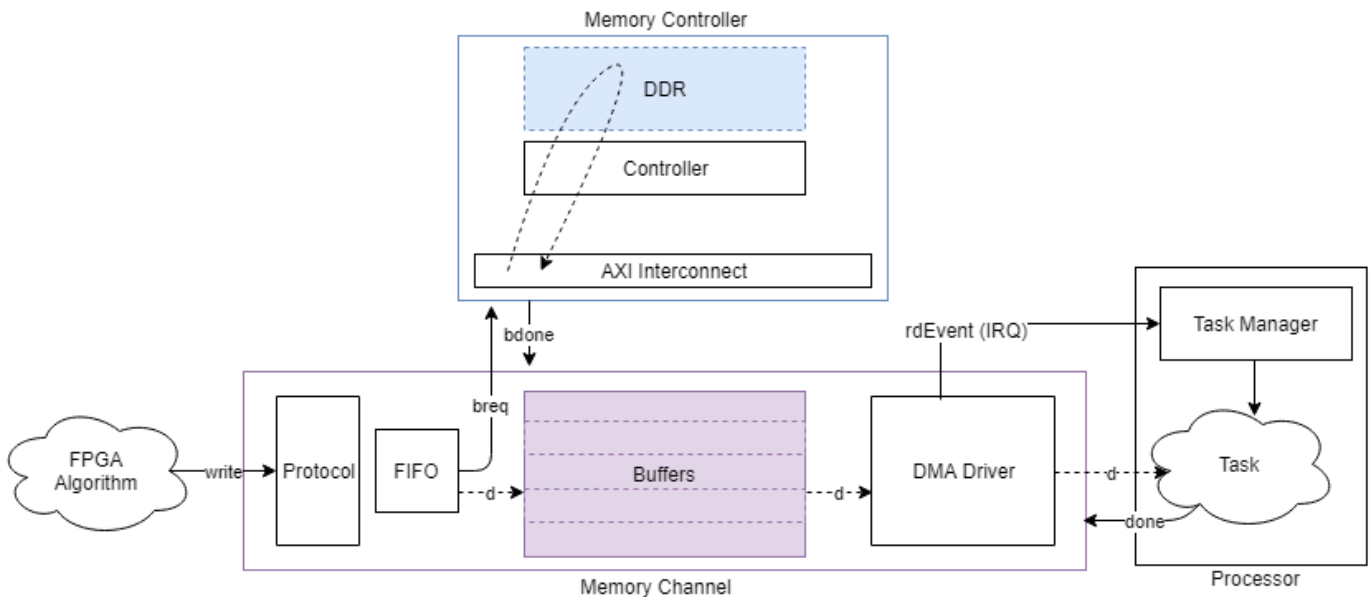 Memory Controller
DDR
Controller
AXI Interconnect
bdone
rdEvent (IRQ)
Task Manager
breq
FPGA
Algorithm
write
Protocol
FIFO
d
Buffers
d
DMA Driver
d
Task
done
Memory Channel
Processor